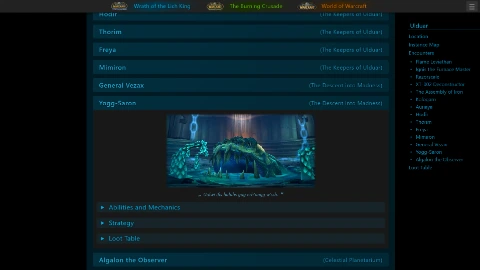 Wrath of the Lich King
The Burning Crusade
World of Warcraft
Hodir (The Keepers of Ulduar)
Thorim (The Keepers of Ulduar)
Freya (The Keepers of Ulduar)
Mimiron (The Keepers of Ulduar)
General Vezax (The Descent into Madness)
Yogg-Saron (The Descent into Madness)
Abilities and Mechanics
Strategy
Loot Table
Algalon the Observer (Celestial Planetarium)
Ulduar
Location
Instance Map
Encounters
Flame Leviathan
Ignis the Furnace Master
Razorscale
XT-002 Deconstructor
The Assembly of Iron
Kologarn
Auriaya
Hodir
Thorim
Freya
Mimiron
General Vezax
Yogg-Saron
Algalon the Observer
Loot Table